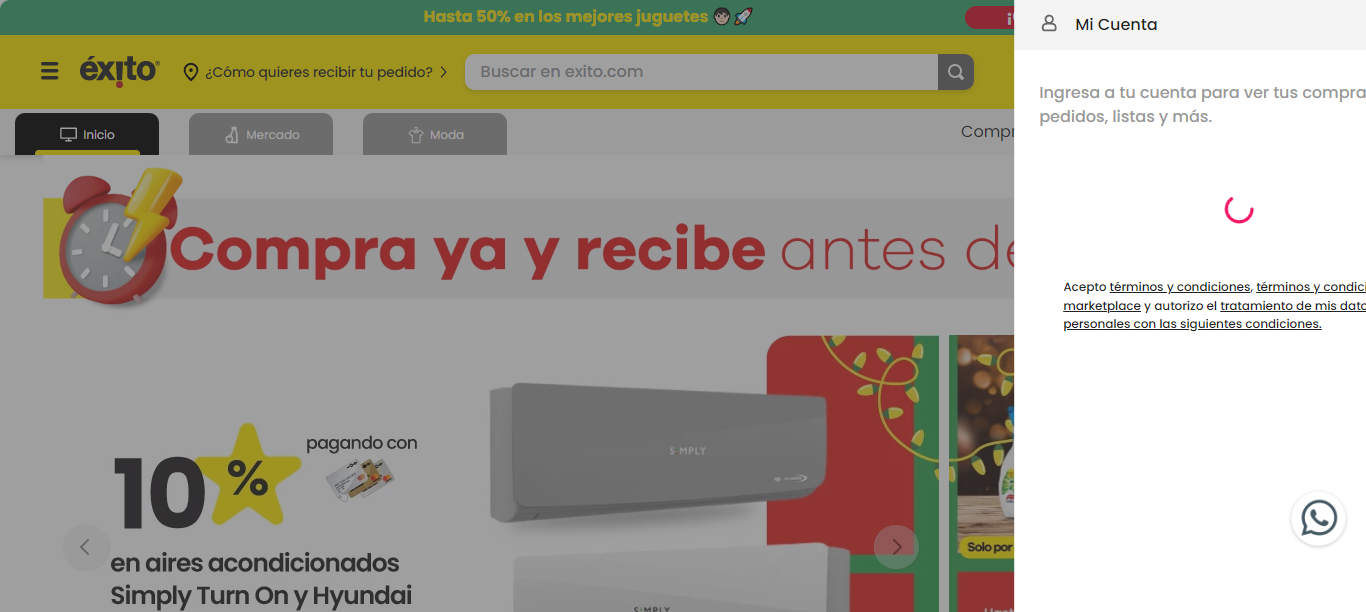 Hasta 50% en los mejores juguetes
Mi Cuenta
éxito
¿Cómo quieres recibir tu pedido?
Buscar en exito.com
Ingresa a tu cuenta para ver tus compra
pedidos, listas y más.
Inicio
Mercado
Moda
Compr
Compra ya y recibe antes de
Acepto términos y condiciones, términos y condici
marketplace y autorizo el tratamiento de mis dato
personales con las siguientes condiciones.
pagando con
10%
en aires acondicionados
Simply Turn On y Hyundai
SIMPLY
Solo por
SIMPLY